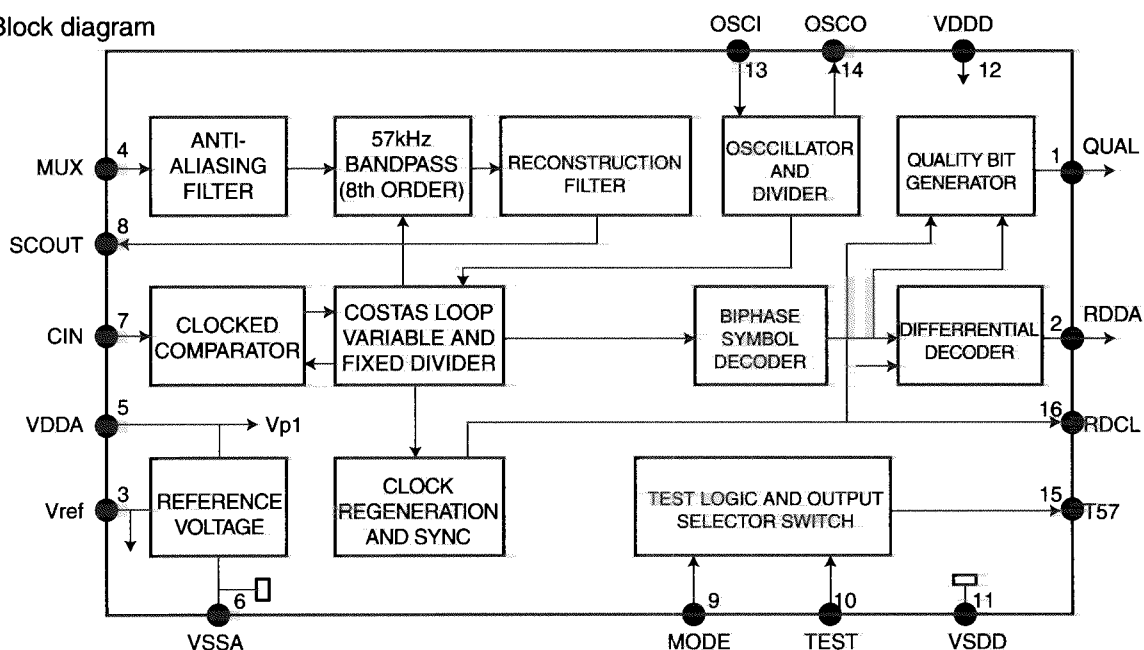 Block diagram
OSCI
OSCO
VDDD
13
14
12
MUX
4
ANTI-
ALIASING
FILTER
57kHz
BANDPASS
(8th ORDER)
RECONSTRUCTION
FILTER
OSCCILLATOR
AND
DIVIDER
QUALITY BIT
GENERATOR
1
QUAL
SCOUT
8
CIN
7
CLOCKED
COMPARATOR
COSTAS LOOP
VARIABLE AND
FIXED DIVIDER
BIPHASE
SYMBOL
DECODER
DIFFERRENTIAL
DECODER
2
RDDA
VDDA
5
Vp1
16
RDCL
Vref
3
REFERENCE
VOLTAGE
CLOCK
REGENERATION
AND SYNC
TEST LOGIC AND OUTPUT
SELECTOR SWITCH
15
T57
6
9
10
11
VSSA
MODE
TEST
VSDD